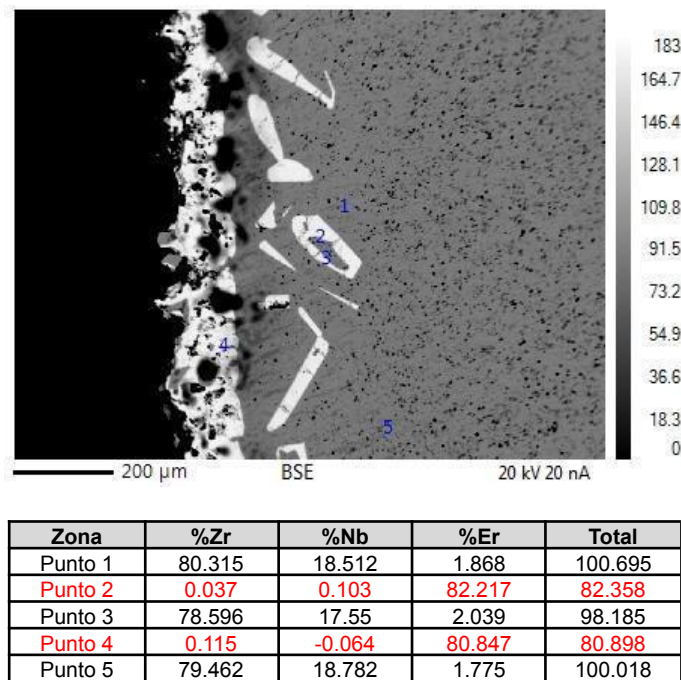 183
164.7
146.4
128.1
109.8
91.5
73.2
54.9
36.6
18.3
0
1
2
3
4
5
200 µm BSE 20 kV 20 nA
Zona %Zr %Nb %Er Total
Punto 1 80.315 18.512 1.868 100.695
Punto 2 0.037 0.103 82.217 82.358
Punto 3 78.596 17.55 2.039 98.185
Punto 4 0.115 -0.064 80.847 80.898
Punto 5 79.462 18.782 1.775 100.018